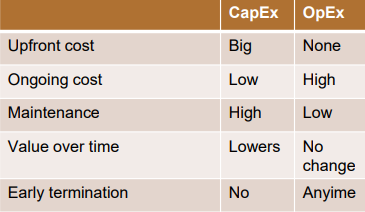 CapEx OpEx
Upfront cost Big None
Ongoing cost Low High
Maintenance High Low
Value over time Lowers No
change
Early termination No Anyime